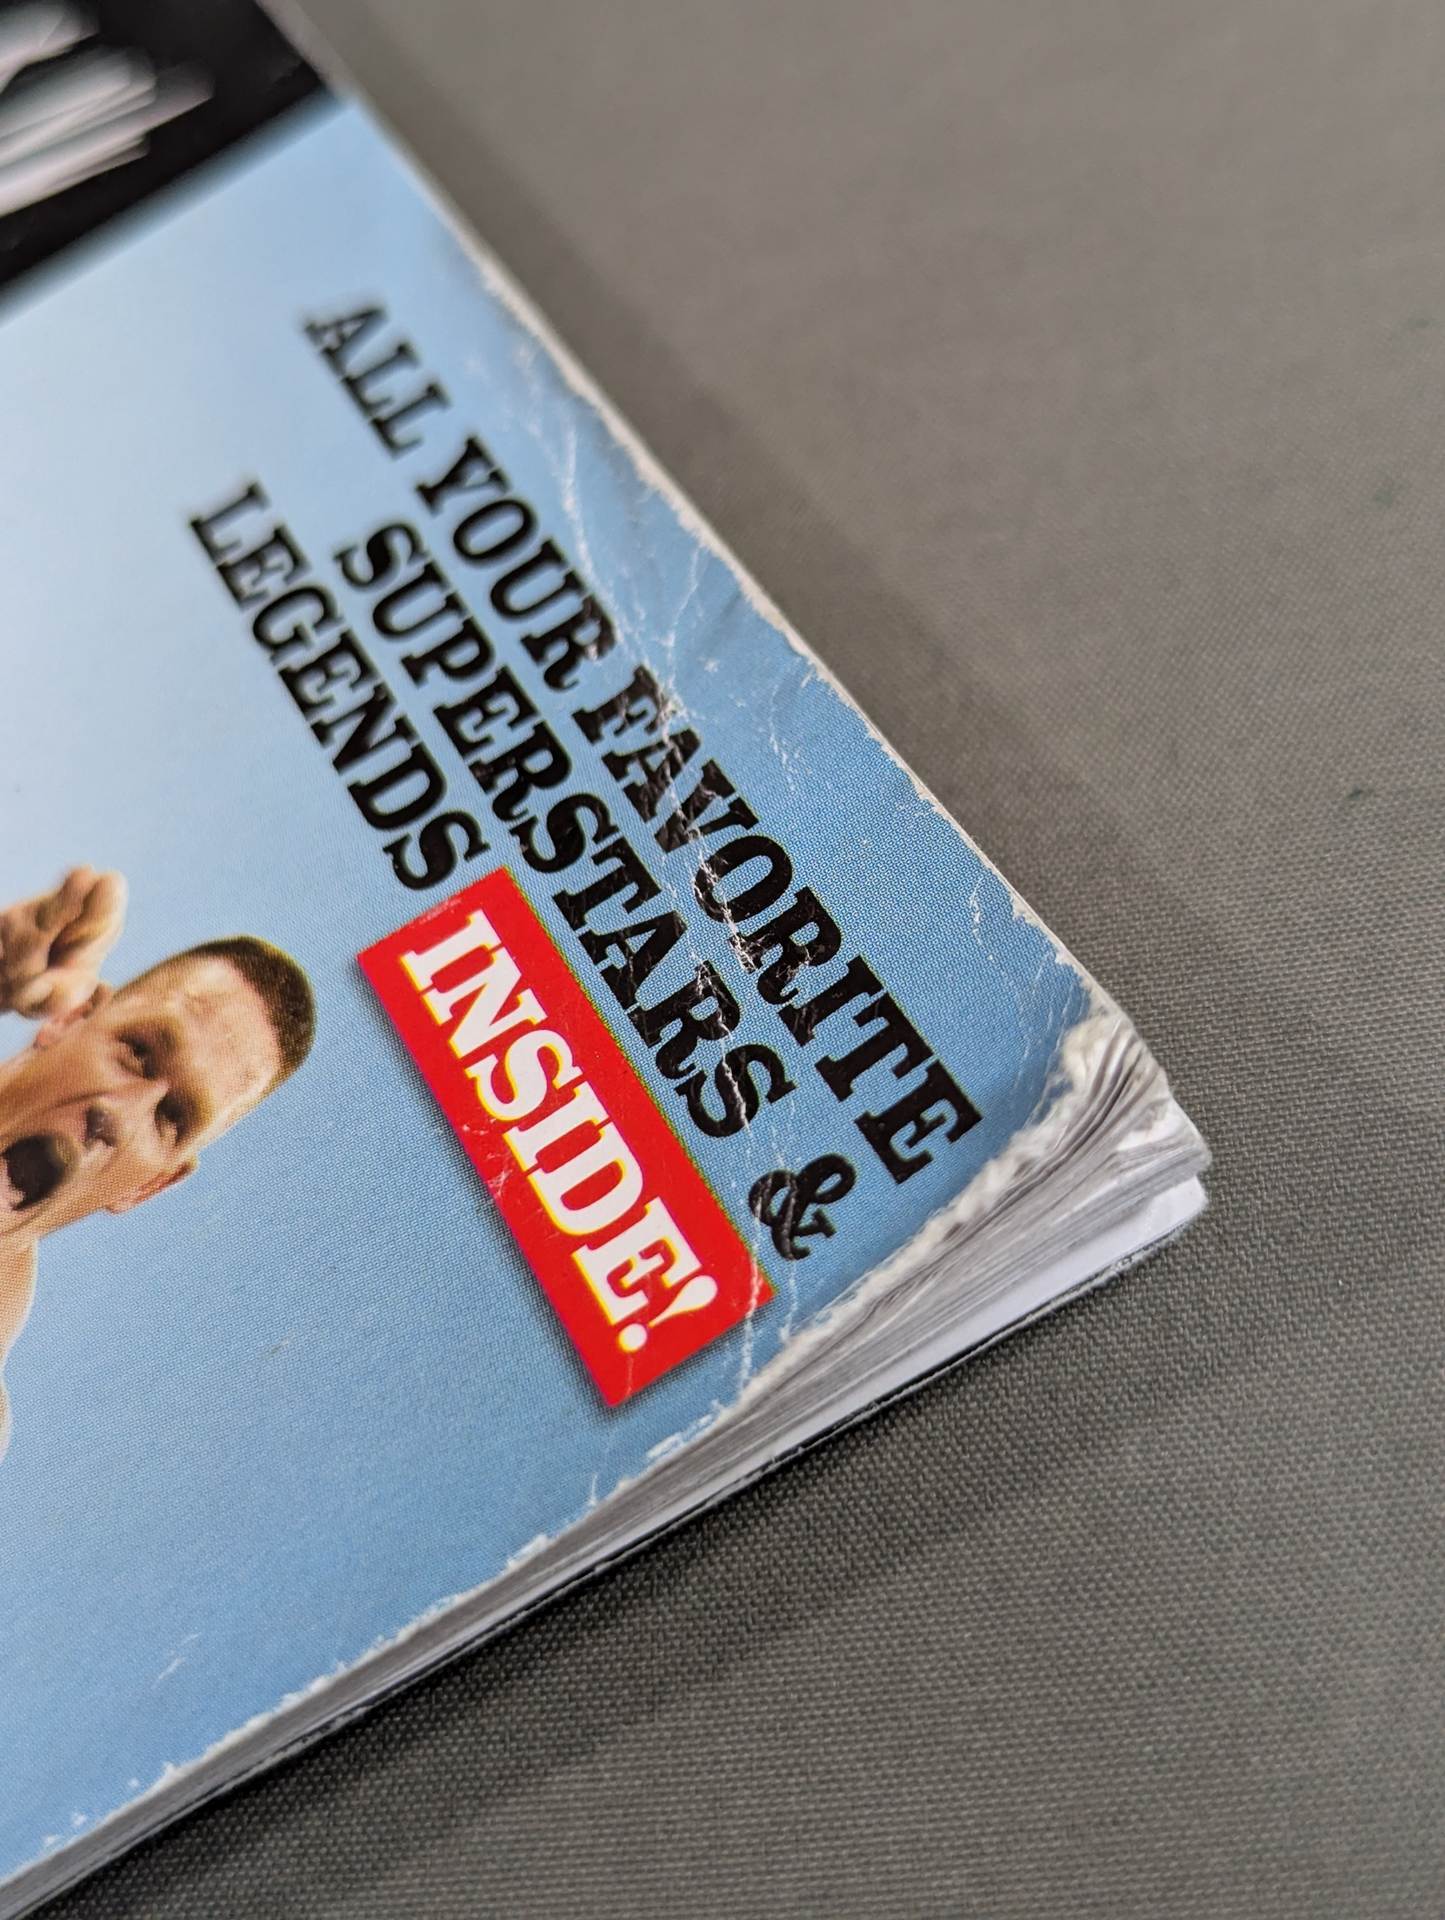 ALL YOUR FAVORITE
SUPERSTARS &
LEGENDS INSIDE!